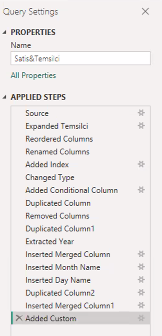 Query Settings
PROPERTIES
Name
Satis&Temsilci
All Properties
APPLIED STEPS
Source
Expanded Temsilci
Reordered Columns
Renamed Columns
Added Index
Changed Type
Added Conditional Column
Duplicated Column
Removed Columns
Duplicated Column1
Extracted Year
Inserted Merged Column
Inserted Month Name
Inserted Day Name
Duplicated Column2
Inserted Merged Column1
Added Custom